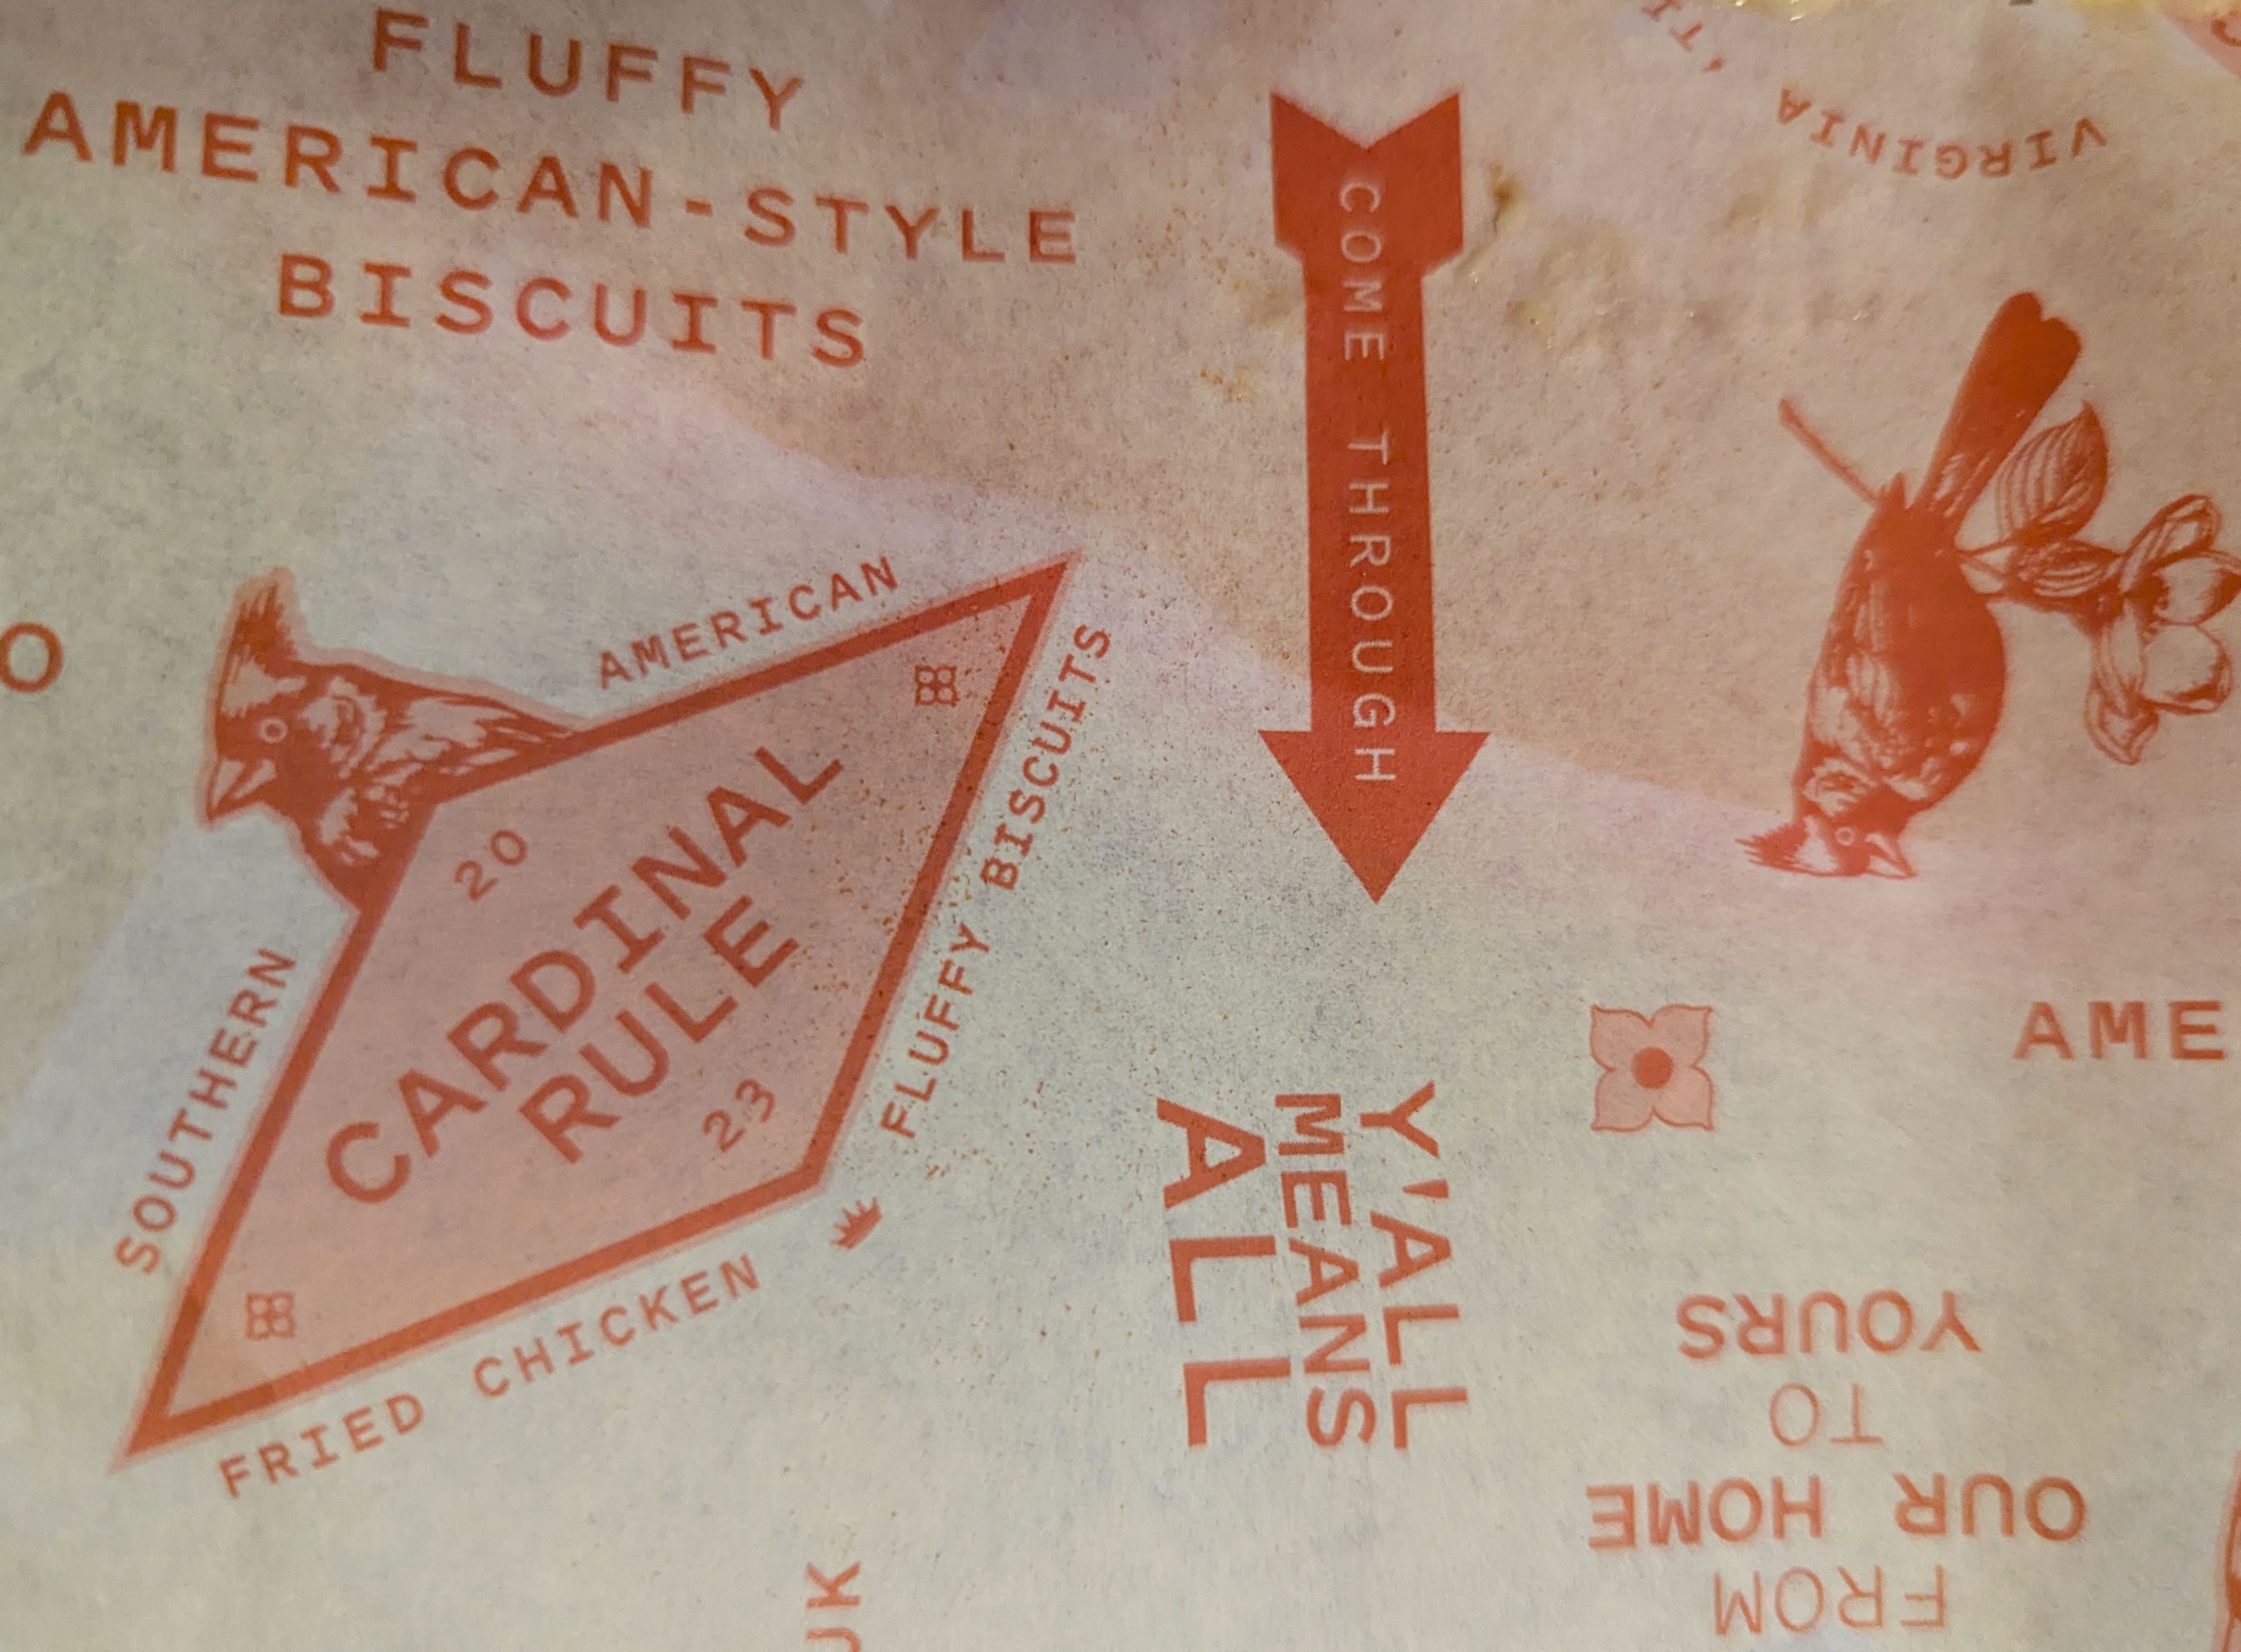 FLUFFY
AMERICAN-STYLE
BISCUITS
COME THROUGH
VIRGINIA
AMERICAN
SOUTHERN
20
CARDINAL
RULE
23
FLUFFY BISCUITS
FRIED CHICKEN
Y'ALL
MEANS
ALL
AME
FROM
OUR HOME
TO
YOURS
O
UK